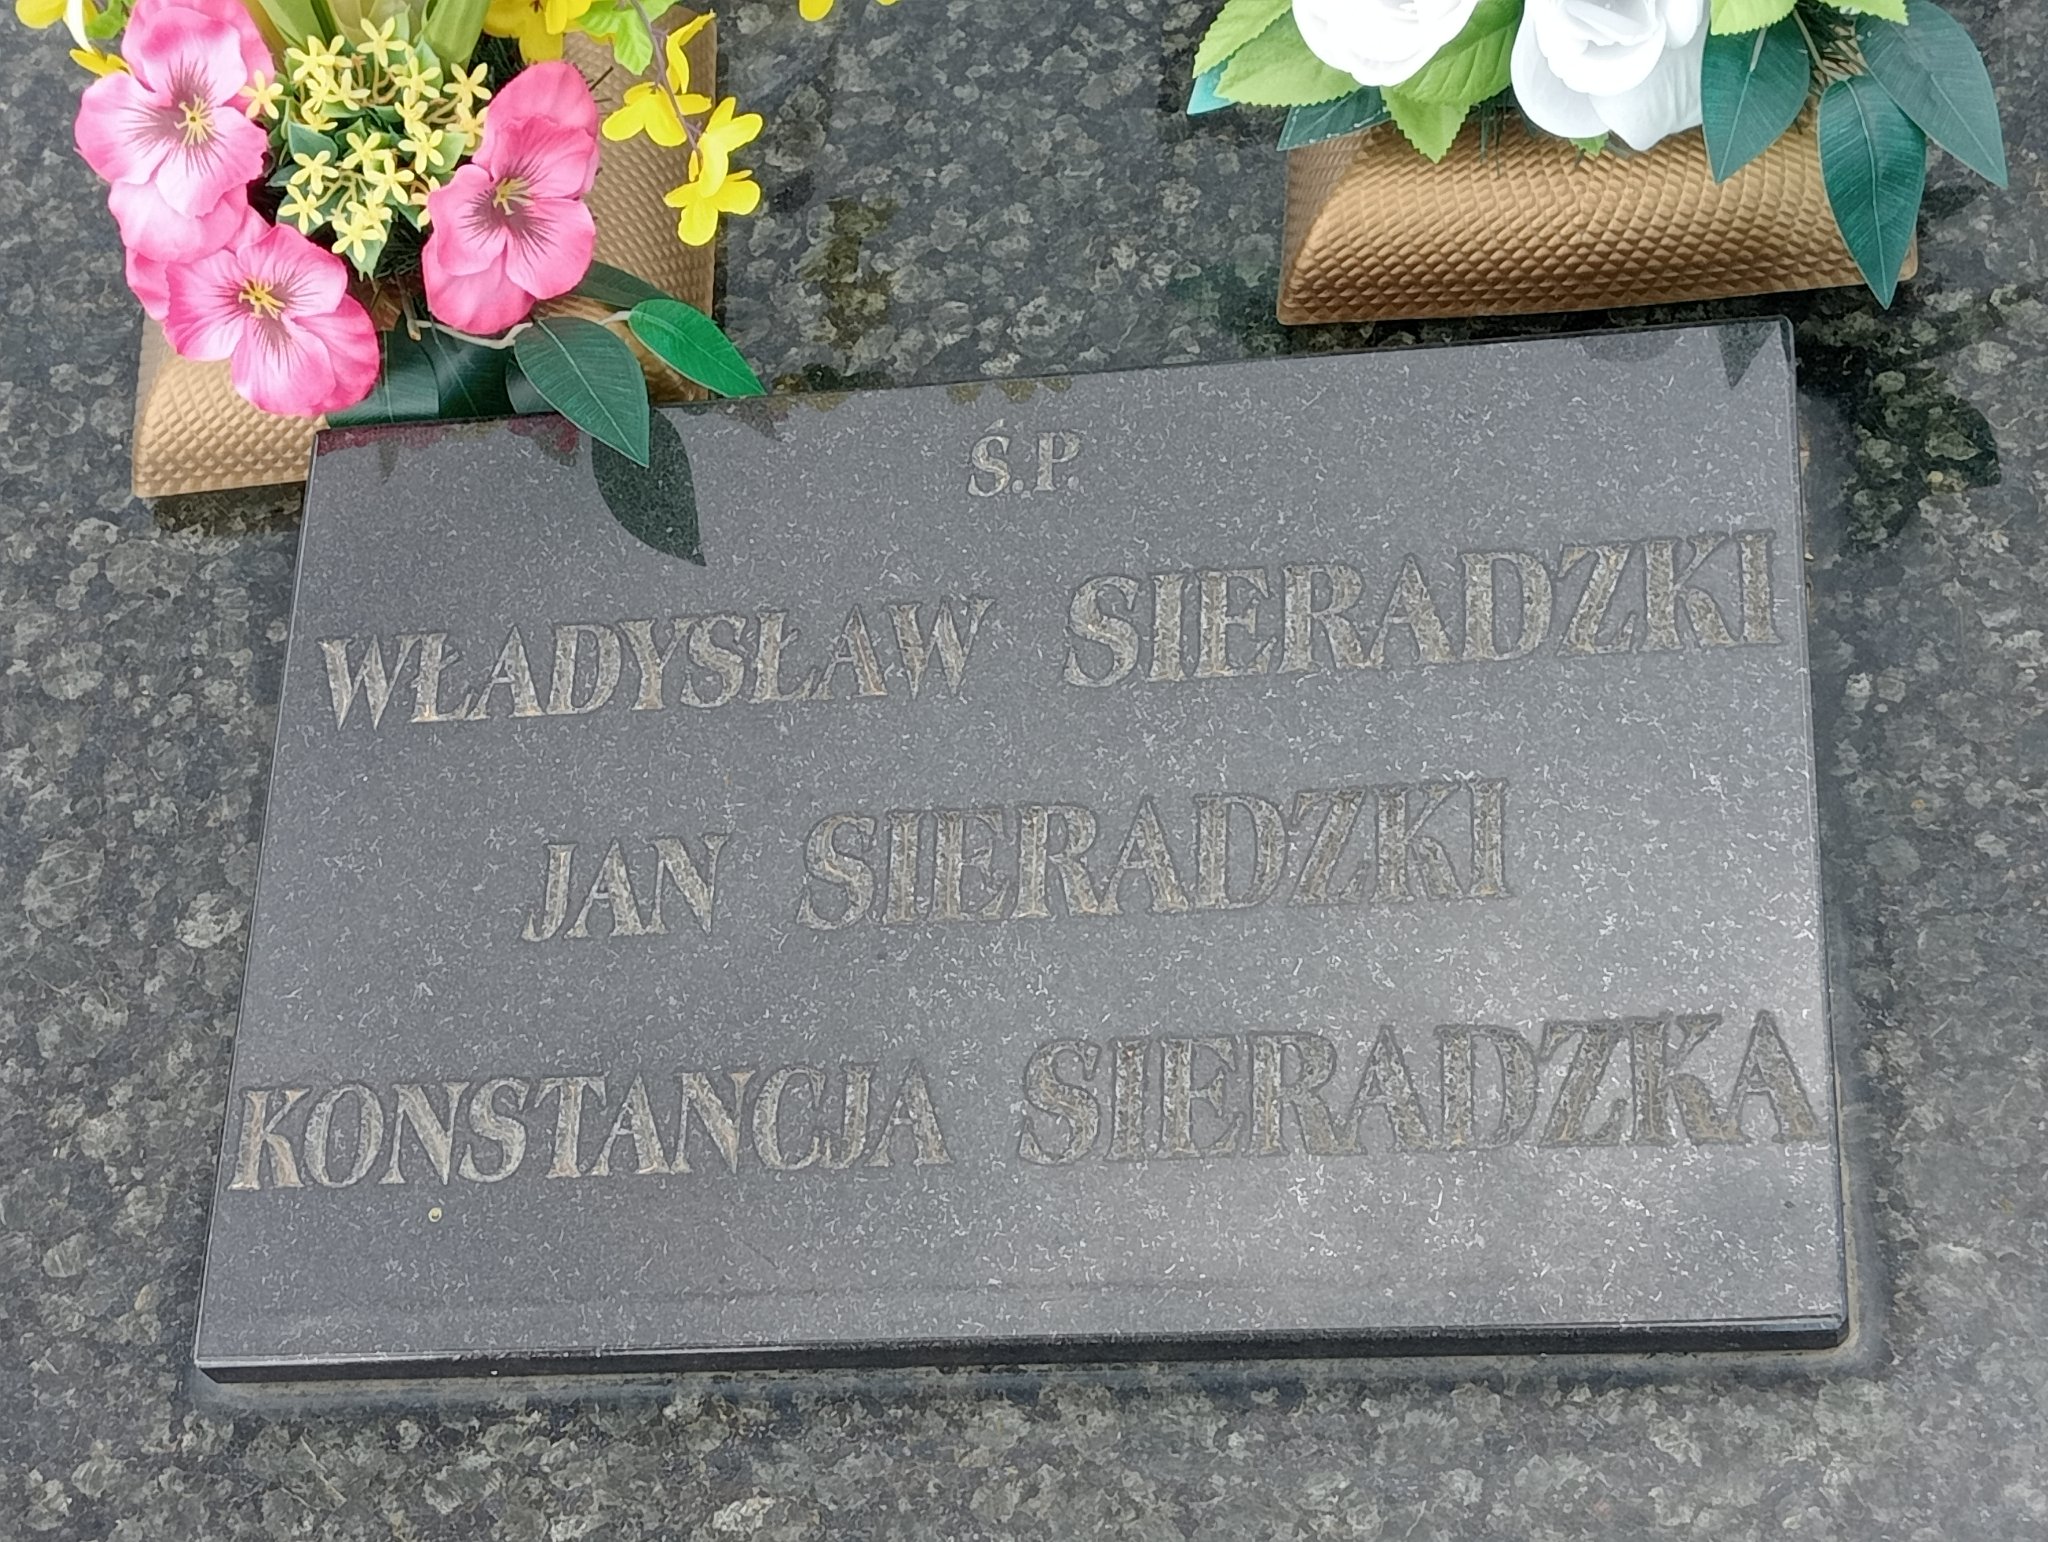 Ś.P.
WŁADYSŁAW SIERADZKI
JAN SIERADZKI
KONSTANCJA SIERADZKA